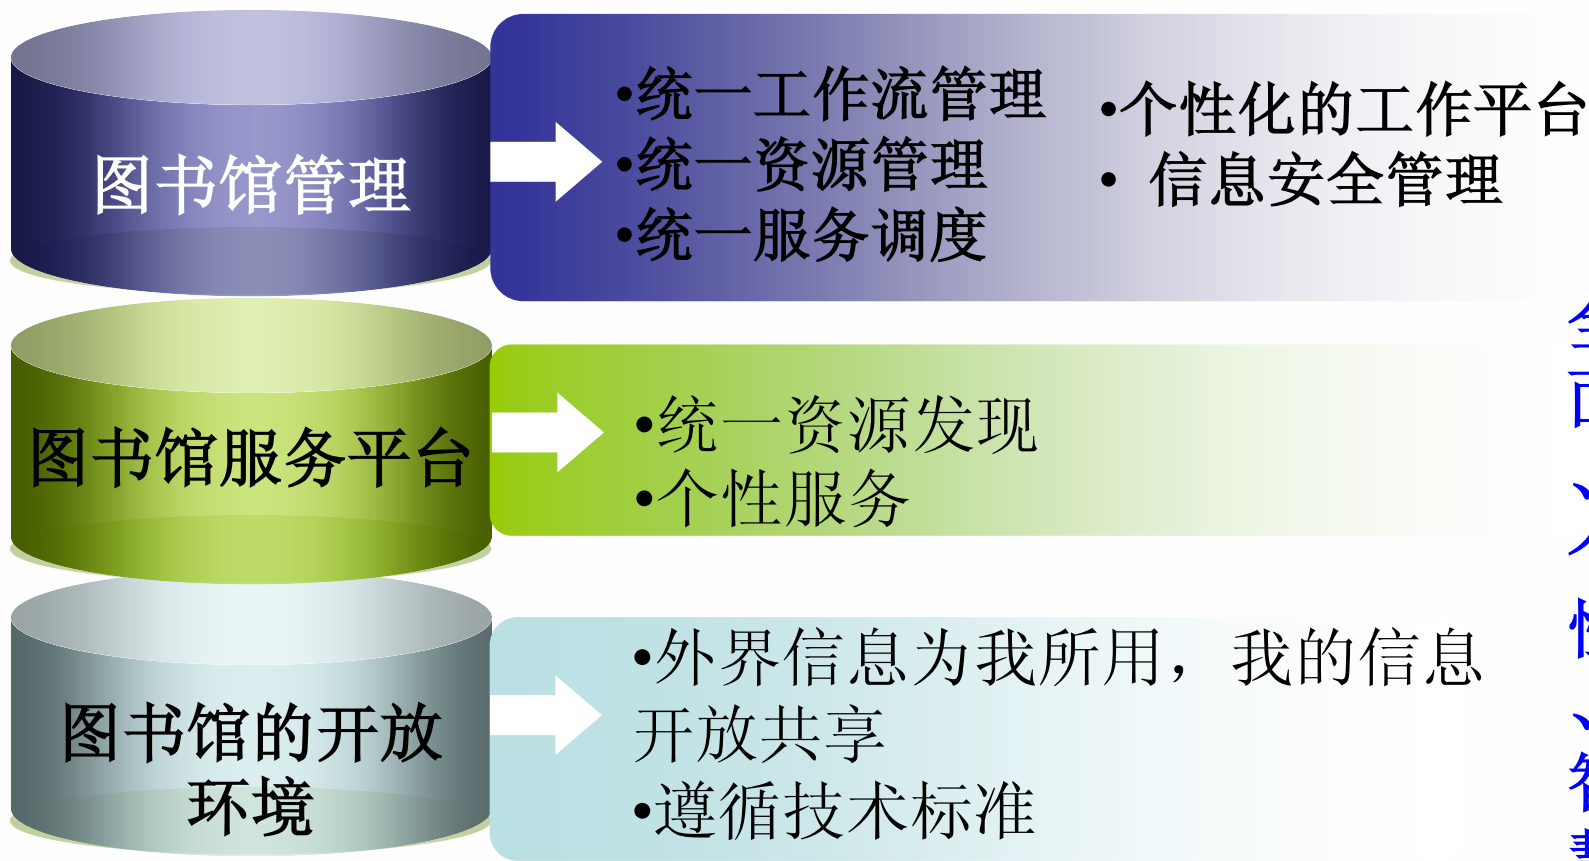 图书馆管理
•统一工作流管理
•统一资源管理
•统一服务调度
•个性化的工作平台
• 信息安全管理
图书馆服务平台
•统一资源发现
•个性服务
图书馆的开放
环境
•外界信息为我所用，我的信息
开放共享
•遵循技术标准